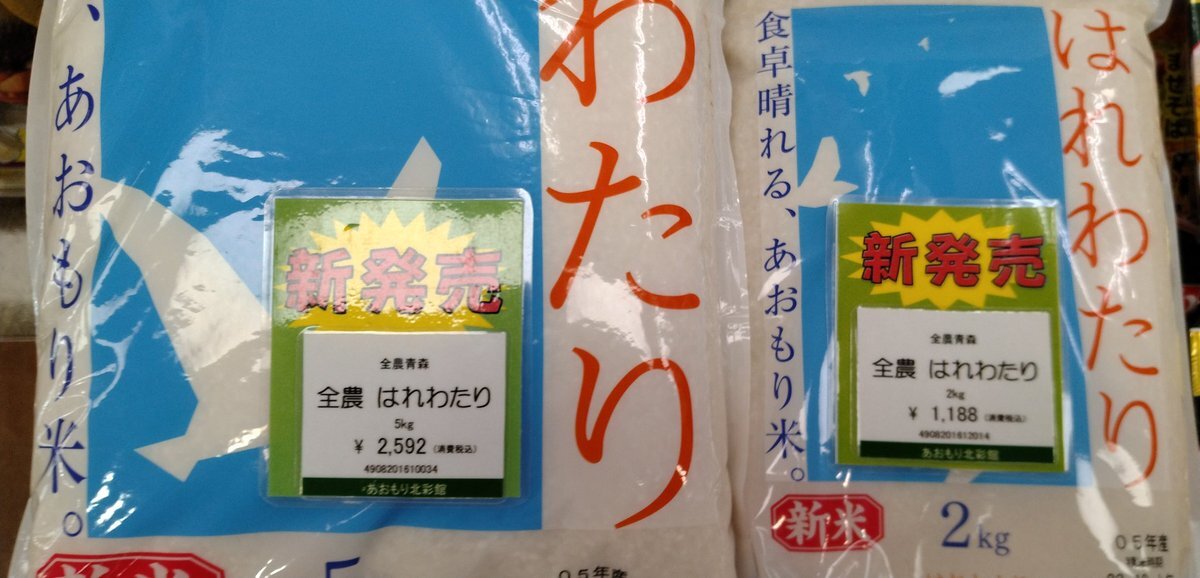 、あおもり米。
わたり
新発売
全農青森
全農 はれわたり
5kg
¥ 2,592 (消費税込)
4908201610034
あおもり北彩館
05年産
食卓晴れる、あおもり米。
はれわたり
新発売
全農青森
全農 はれわたり
2kg
¥ 1,188 (消費税込)
4908201612014
あおもり北彩館
新米
2kg
05年産